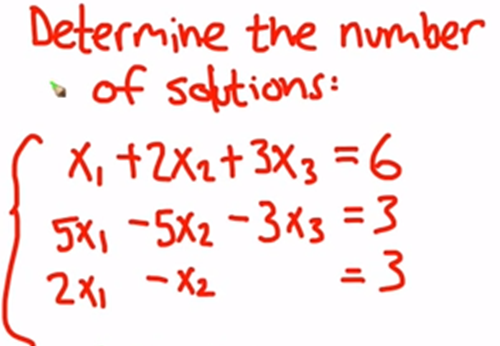 Determine the number
of solutions:
x₁ + 2x₂ + 3x₃ = 6
5x₁ - 5x₂ - 3x₃ = 3
2x₁ - x₂ = 3